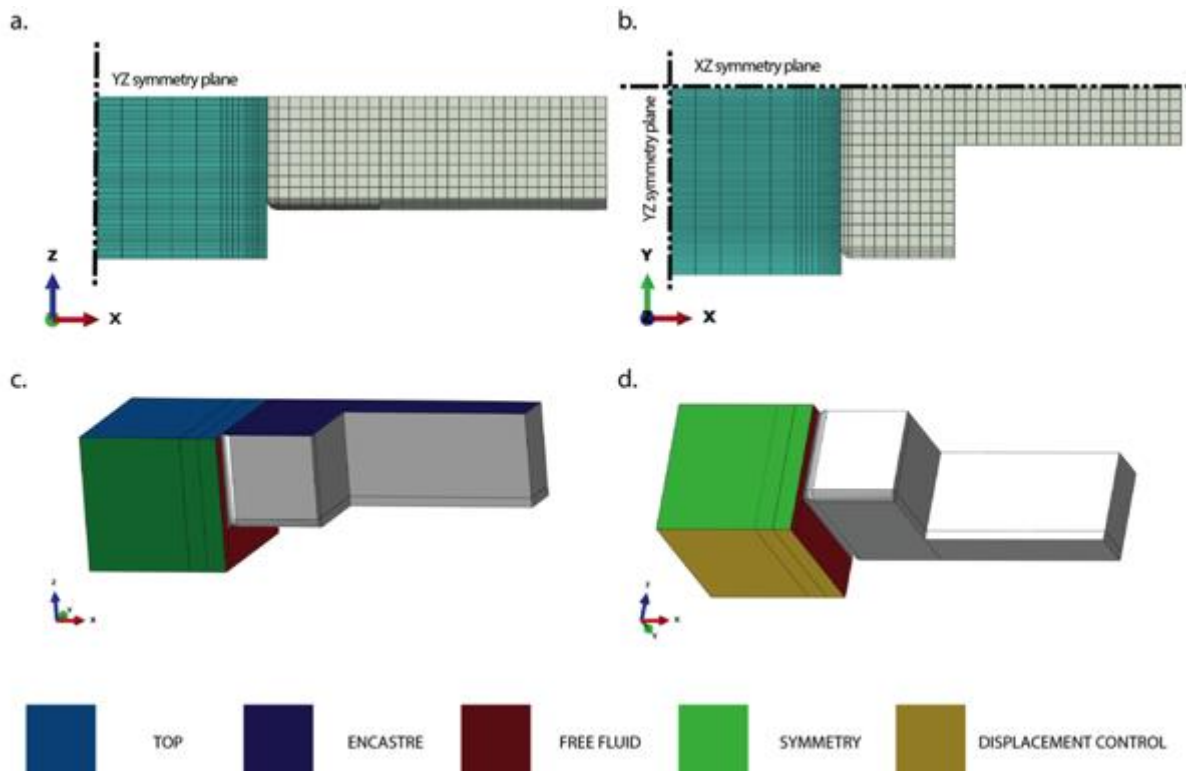 a.
b.
YZ symmetry plane
XZ symmetry plane
YZ symmetry plane
Z
X
Y
Z
X
c.
d.
z
Y
x
Y
x
TOP
ENCASTRE
FREE FLUID
SYMMETRY
DISPLACEMENT CONTROL